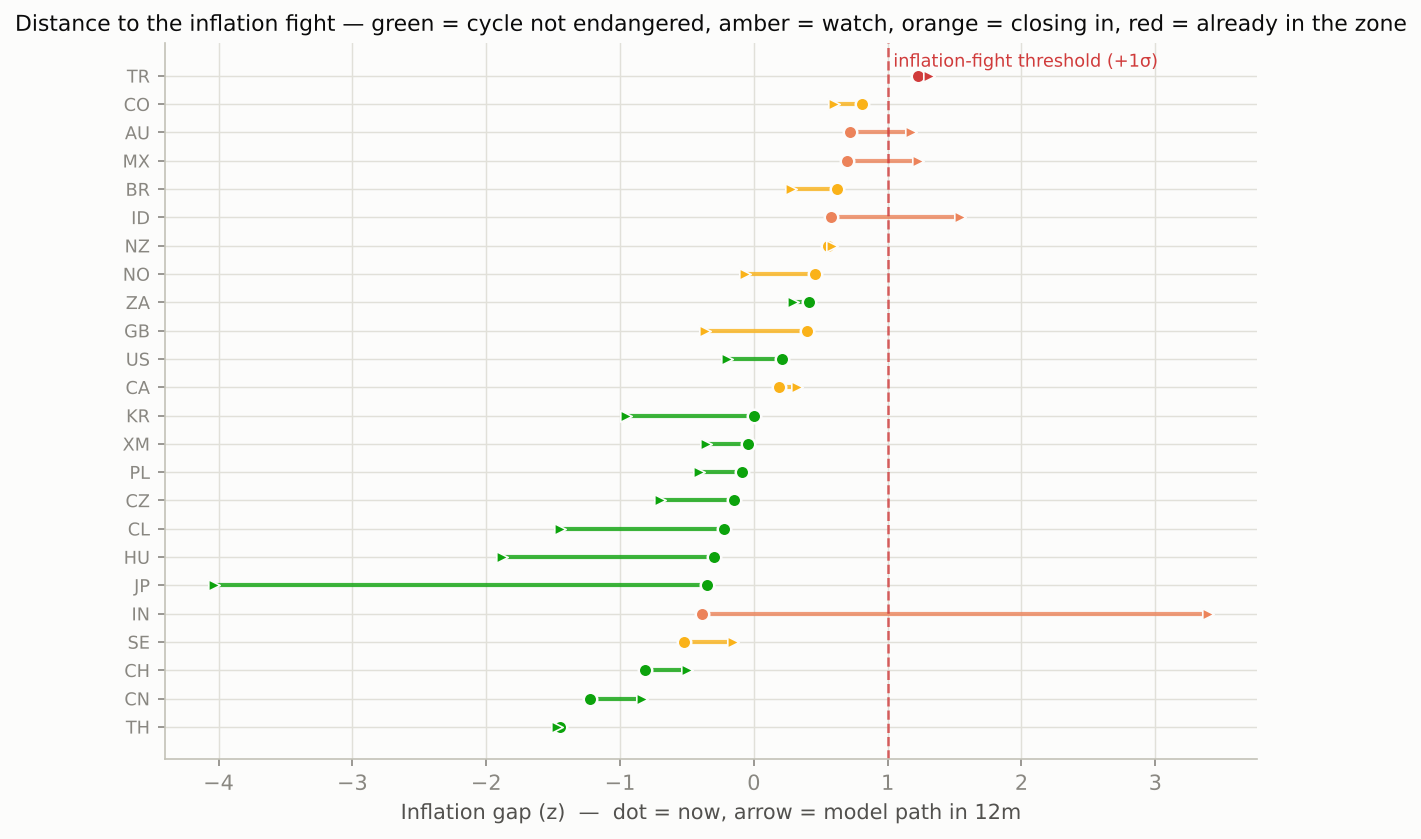 Distance to the inflation fight — green = cycle not endangered, amber = watch, orange = closing in, red = already in the zone
inflation-fight threshold (+1σ)
TR
CO
AU
MX
BR
ID
NZ
NO
ZA
GB
US
CA
KR
XM
PL
CZ
CL
HU
JP
IN
SE
CH
CN
TH
−4 −3 −2 −1 0 1 2 3
Inflation gap (z) — dot = now, arrow = model path in 12m